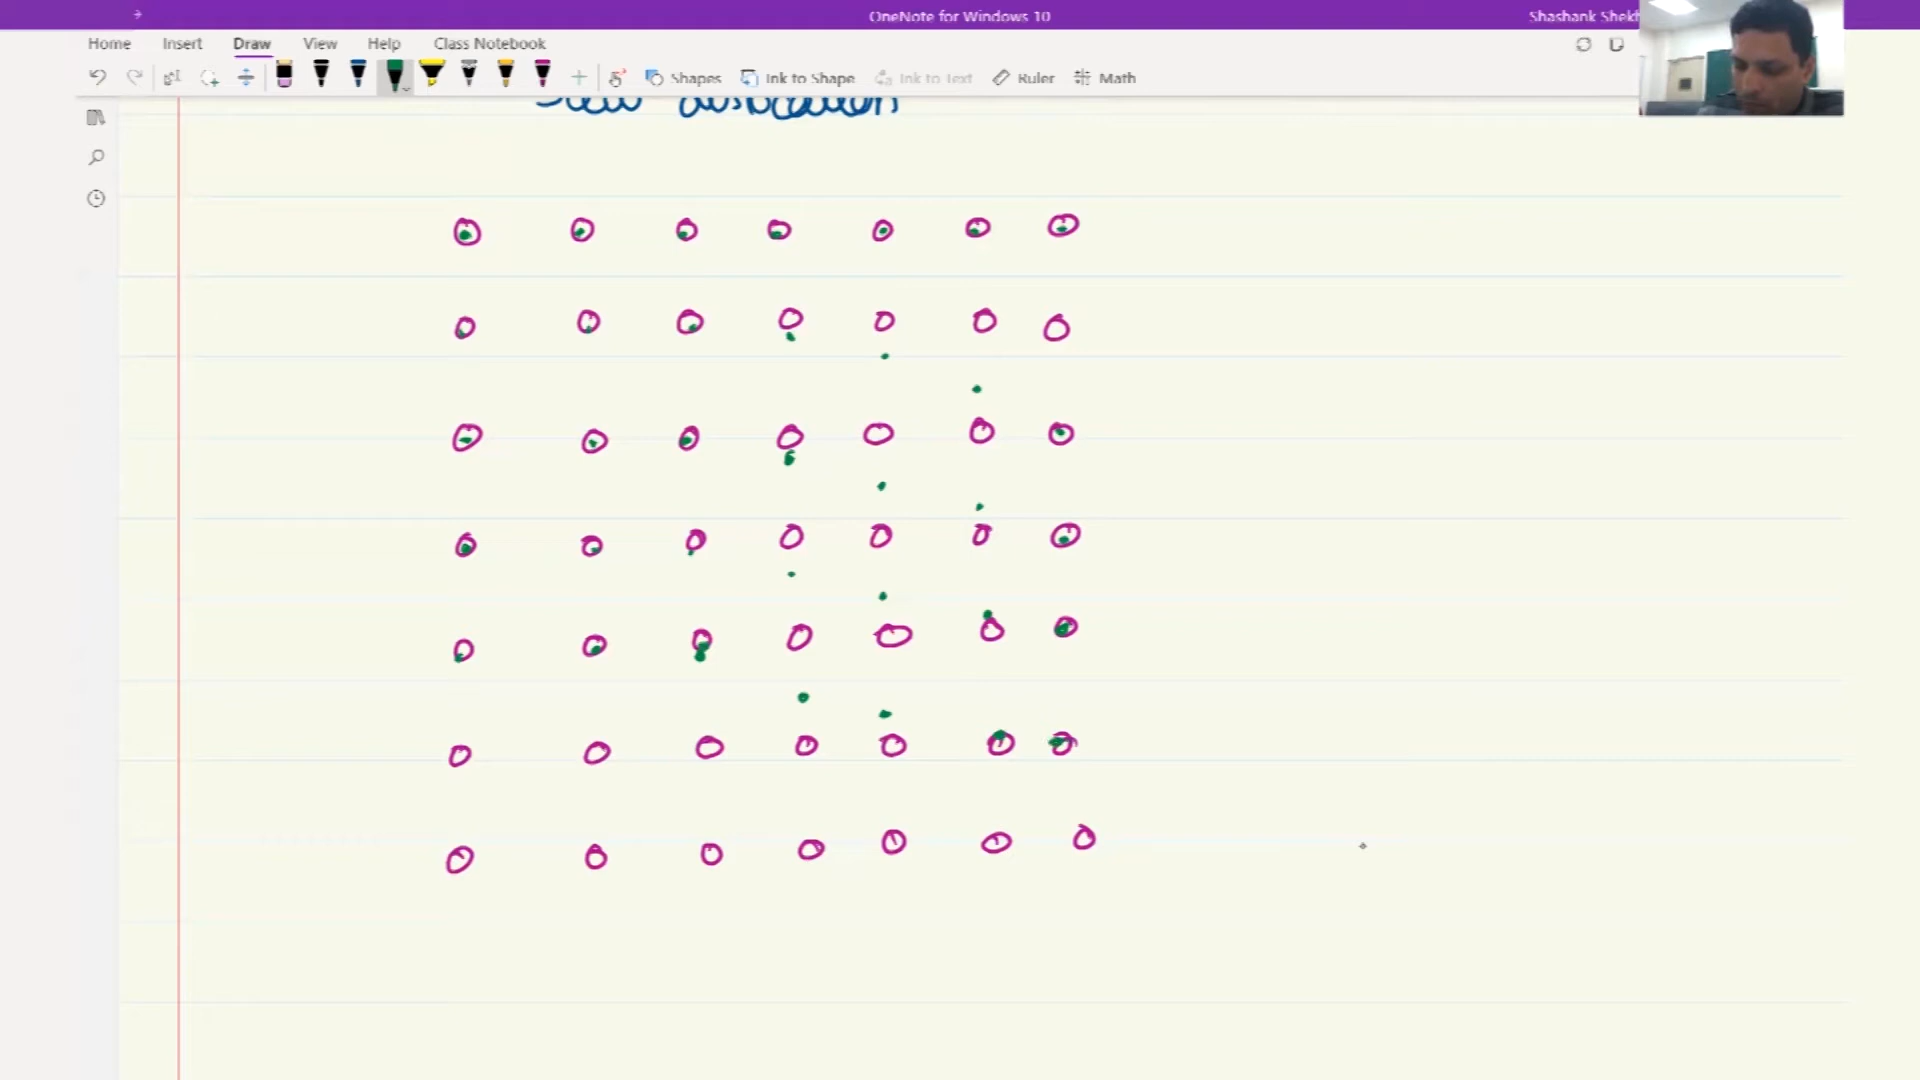 OneNote for Windows 10
Shashank Shekh
Home Insert Draw View Help Class Notebook
Shapes Ink to Shape Ink to Text Ruler Math
dislocation